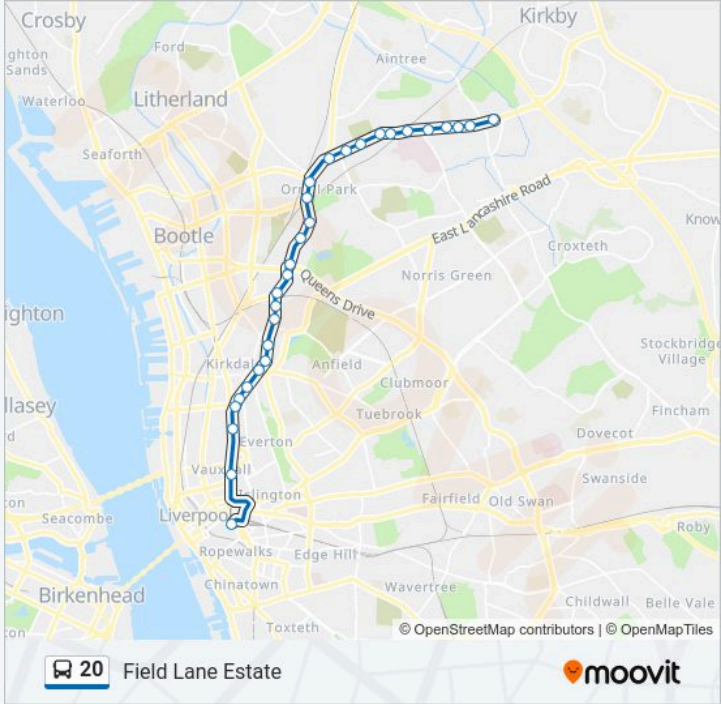 Crosby
Kirkby
ghton
Sands
Ford
Aintree
Waterloo
Litherland
Seaforth
Orrell Park
East Lancashire Road
Know
Bootle
Croxteth
Norris Green
Queens Drive
ighton
Stockbridge
Village
Kirkdale
Anfield
Clubmoor
llasey
Tuebrook
Fincham
rd
Dovecot
Everton
Vauxhall
Swanside
con
Islington
Fairfield
Old Swan
Seacombe
Liverpool
Roby
Ropewalks
Edge Hill
Chinatown
Wavertree
Birkenhead
Childwall
Belle Vale
Toxteth
© OpenStreetMap contributors | © OpenMapTiles
20
Field Lane Estate
moovit